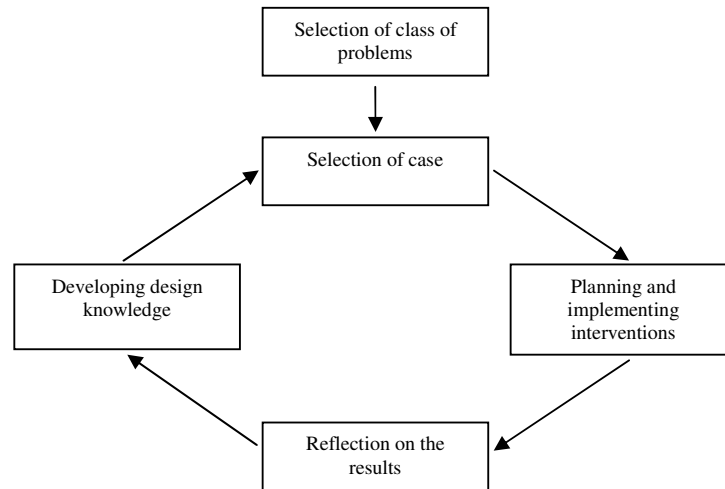 Selection of class of
problems
Selection of case
Developing design
knowledge
Planning and
implementing
interventions
Reflection on the
results